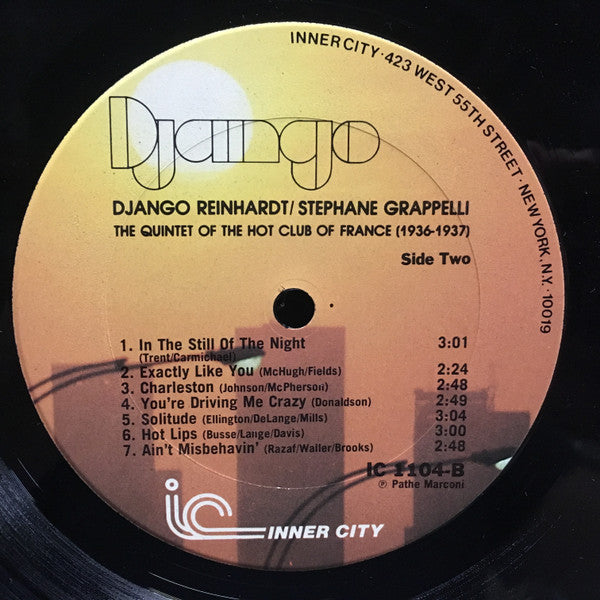 INNER CITY · 423 WEST 55TH STREET · NEW YORK, N.Y. · 10019
Django
DJANGO REINHARDT/STEPHANE GRAPPELLI
THE QUINTET OF THE HOT CLUB OF FRANCE (1936-1937)
Side Two
1. In The Still Of The Night 3:01
(Trent/Carmichael)
2. Exactly Like You (McHugh/Fields) 2:24
3. Charleston (Johnson/McPherson) 2:48
4. You're Driving Me Crazy (Donaldson) 2:49
5. Solitude (Ellington/DeLange/Mills) 3:04
6. Hot Lips (Busse/Lange/Davis) 3:00
7. Ain't Misbehavin' (Razaf/Waller/Brooks) 2:48
IC 1104-B
℗ Pathe Marconi
ic INNER CITY